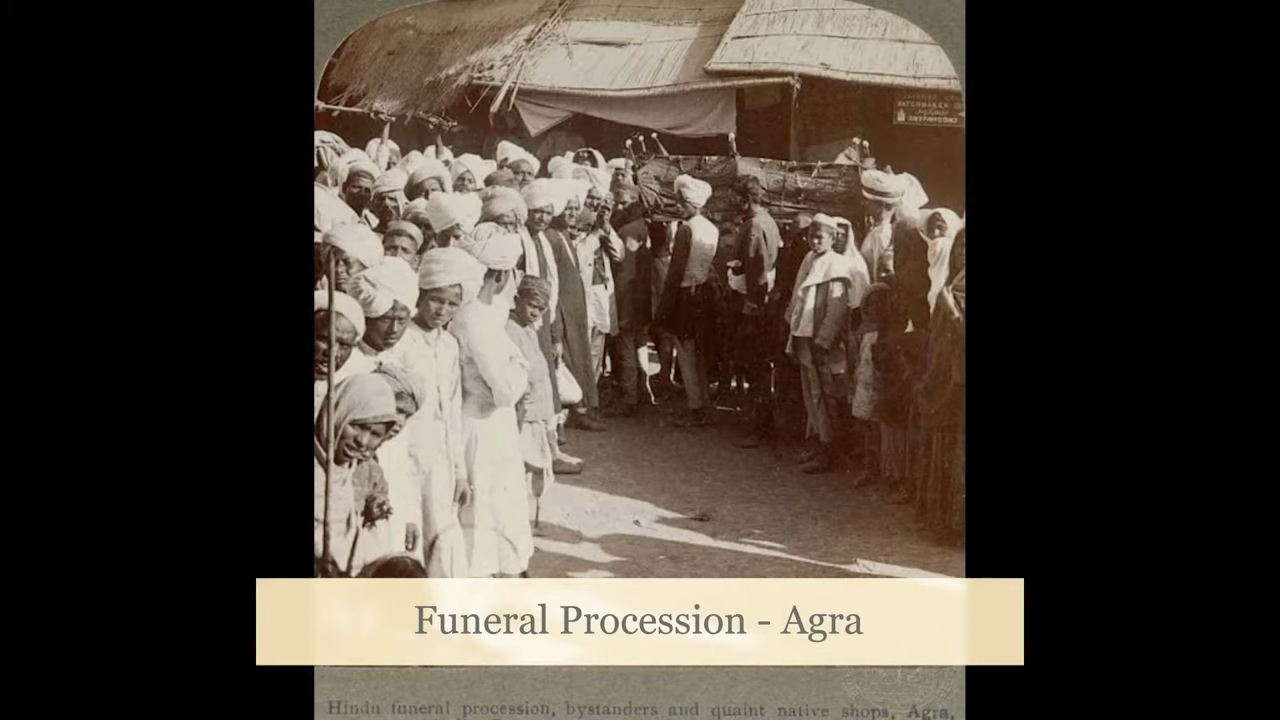 WATCHMAKER
Funeral Procession - Agra
Hindu funeral procession, bystanders and quaint native shops, Agra,